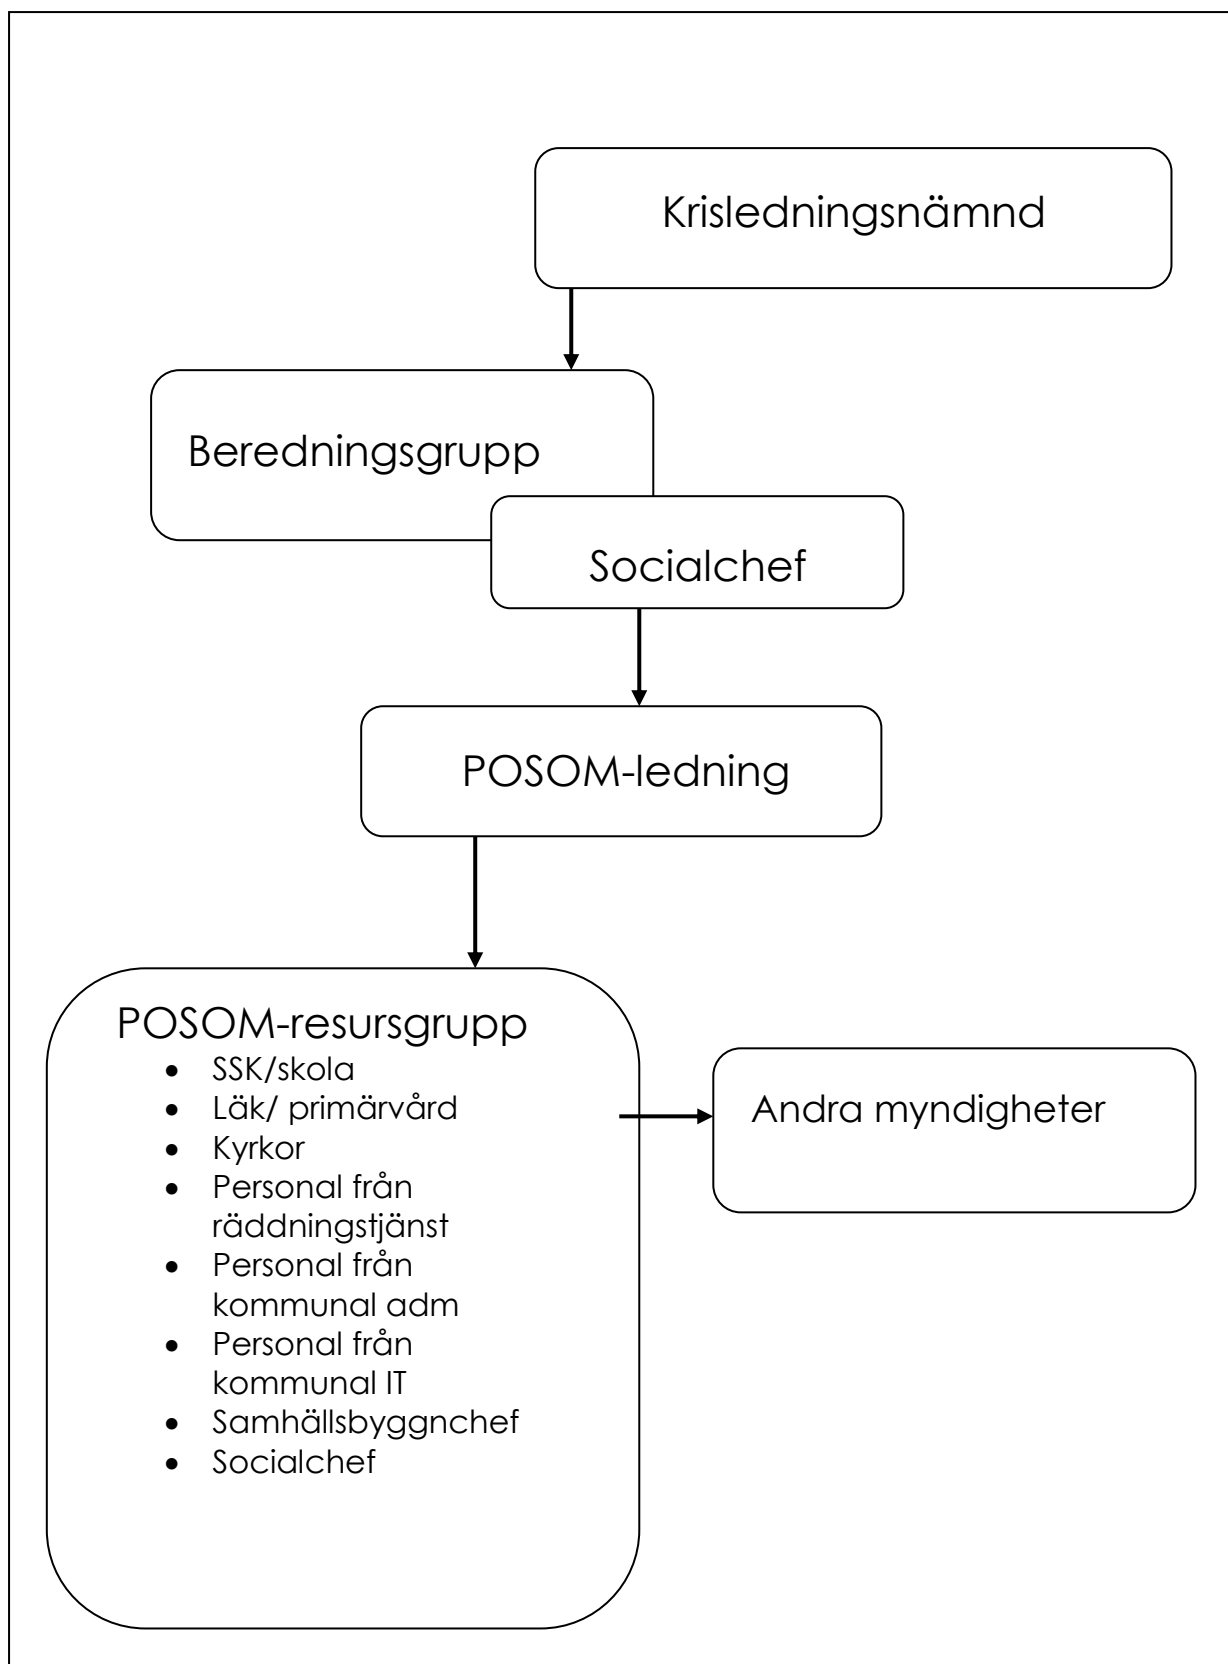 Krisledningsnämnd
Beredningsgrupp
Socialchef
POSOM-ledning
POSOM-resursgrupp
• SSK/skola
• Läk/ primärvård
• Kyrkor
• Personal från
räddningstjänst
• Personal från
kommunal adm
• Personal från
kommunal IT
• Samhällsbyggnchef
• Socialchef
Andra myndigheter